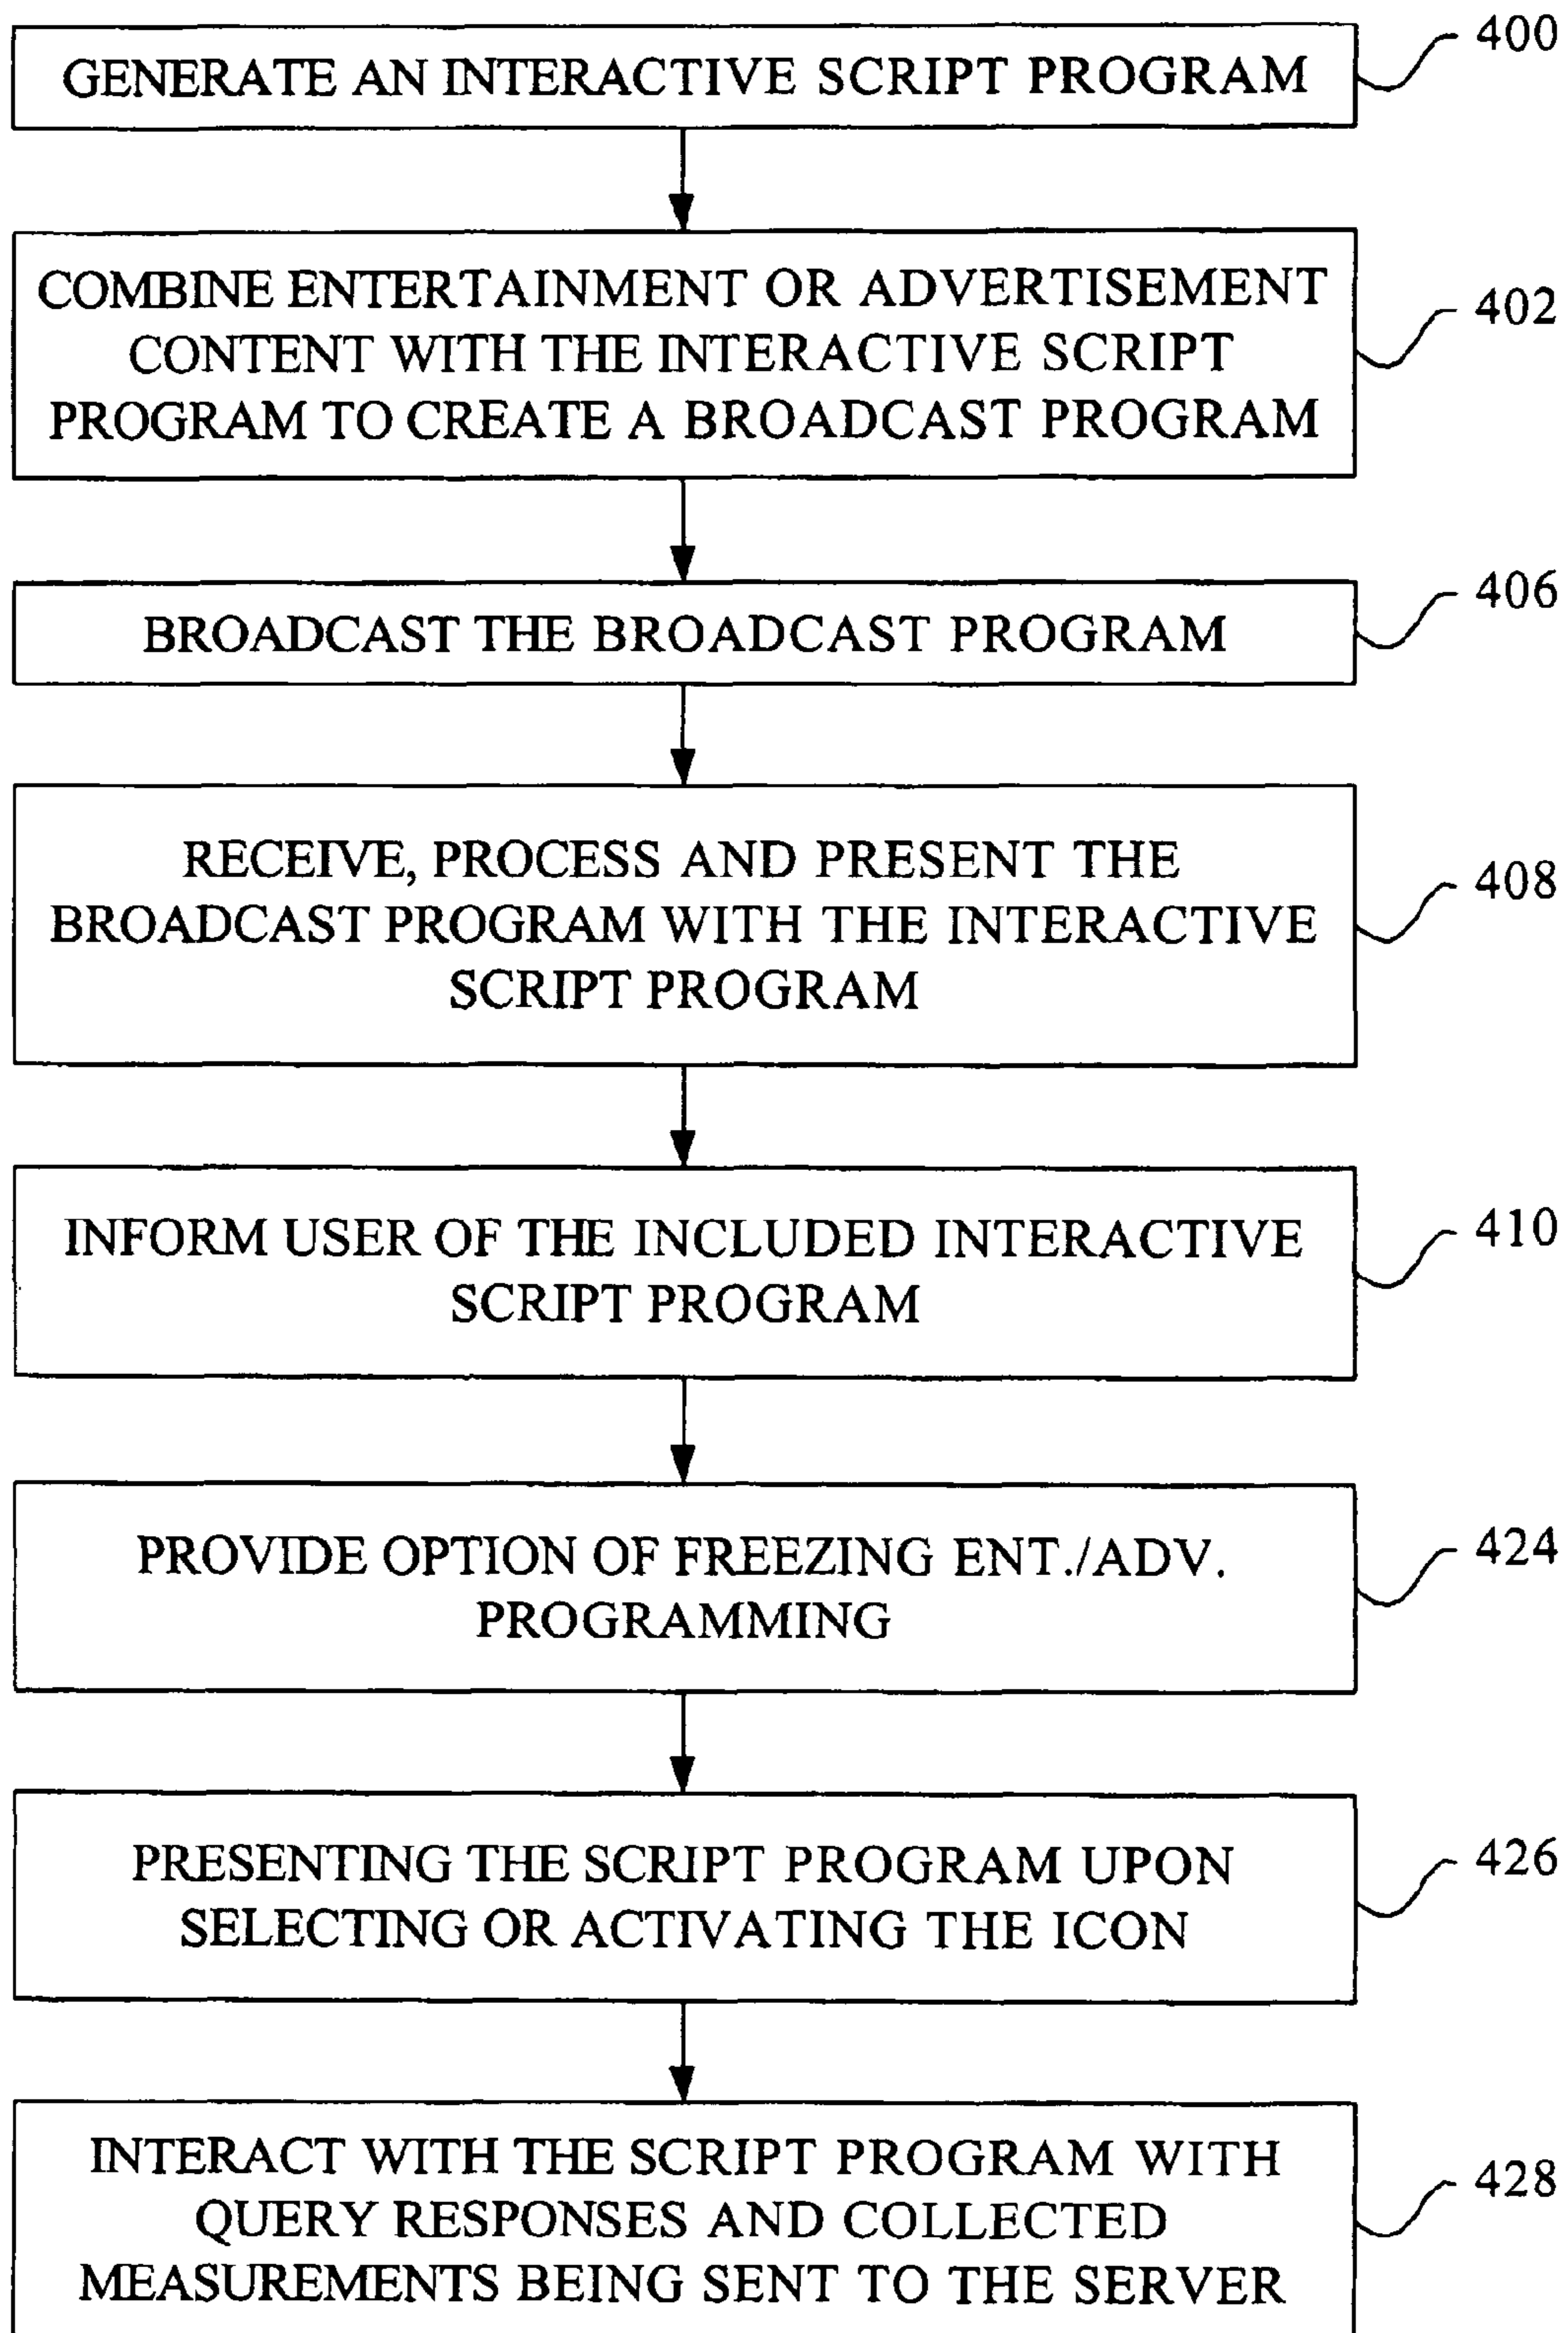 GENERATE AN INTERACTIVE SCRIPT PROGRAM
400
COMBINE ENTERTAINMENT OR ADVERTISEMENT
CONTENT WITH THE INTERACTIVE SCRIPT
PROGRAM TO CREATE A BROADCAST PROGRAM
402
BROADCAST THE BROADCAST PROGRAM
406
RECEIVE, PROCESS AND PRESENT THE
BROADCAST PROGRAM WITH THE INTERACTIVE
SCRIPT PROGRAM
408
INFORM USER OF THE INCLUDED INTERACTIVE
SCRIPT PROGRAM
410
PROVIDE OPTION OF FREEZING ENT./ADV.
PROGRAMMING
424
PRESENTING THE SCRIPT PROGRAM UPON
SELECTING OR ACTIVATING THE ICON
426
INTERACT WITH THE SCRIPT PROGRAM WITH
QUERY RESPONSES AND COLLECTED
MEASUREMENTS BEING SENT TO THE SERVER
428